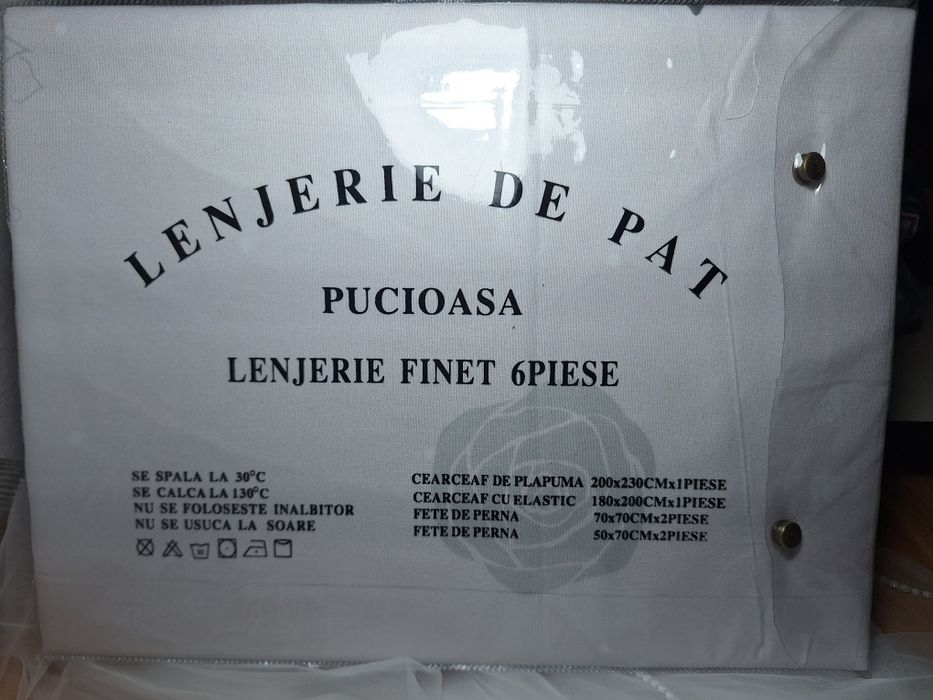 LENJERIE DE PAT
PUCIOASA
LENJERIE FINET 6PIESE
SE SPALA LA 30°C
SE CALCA LA 130°C
NU SE FOLOSESTE INALBITOR
NU SE USUCA LA SOARE
CEARCEAF DE PLAPUMA 200x230CMx1PIESE
CEARCEAF CU ELASTIC 180x200CMx1PIESE
FETE DE PERNA 70x70CMx2PIESE
FETE DE PERNA 50x70CMx2PIESE